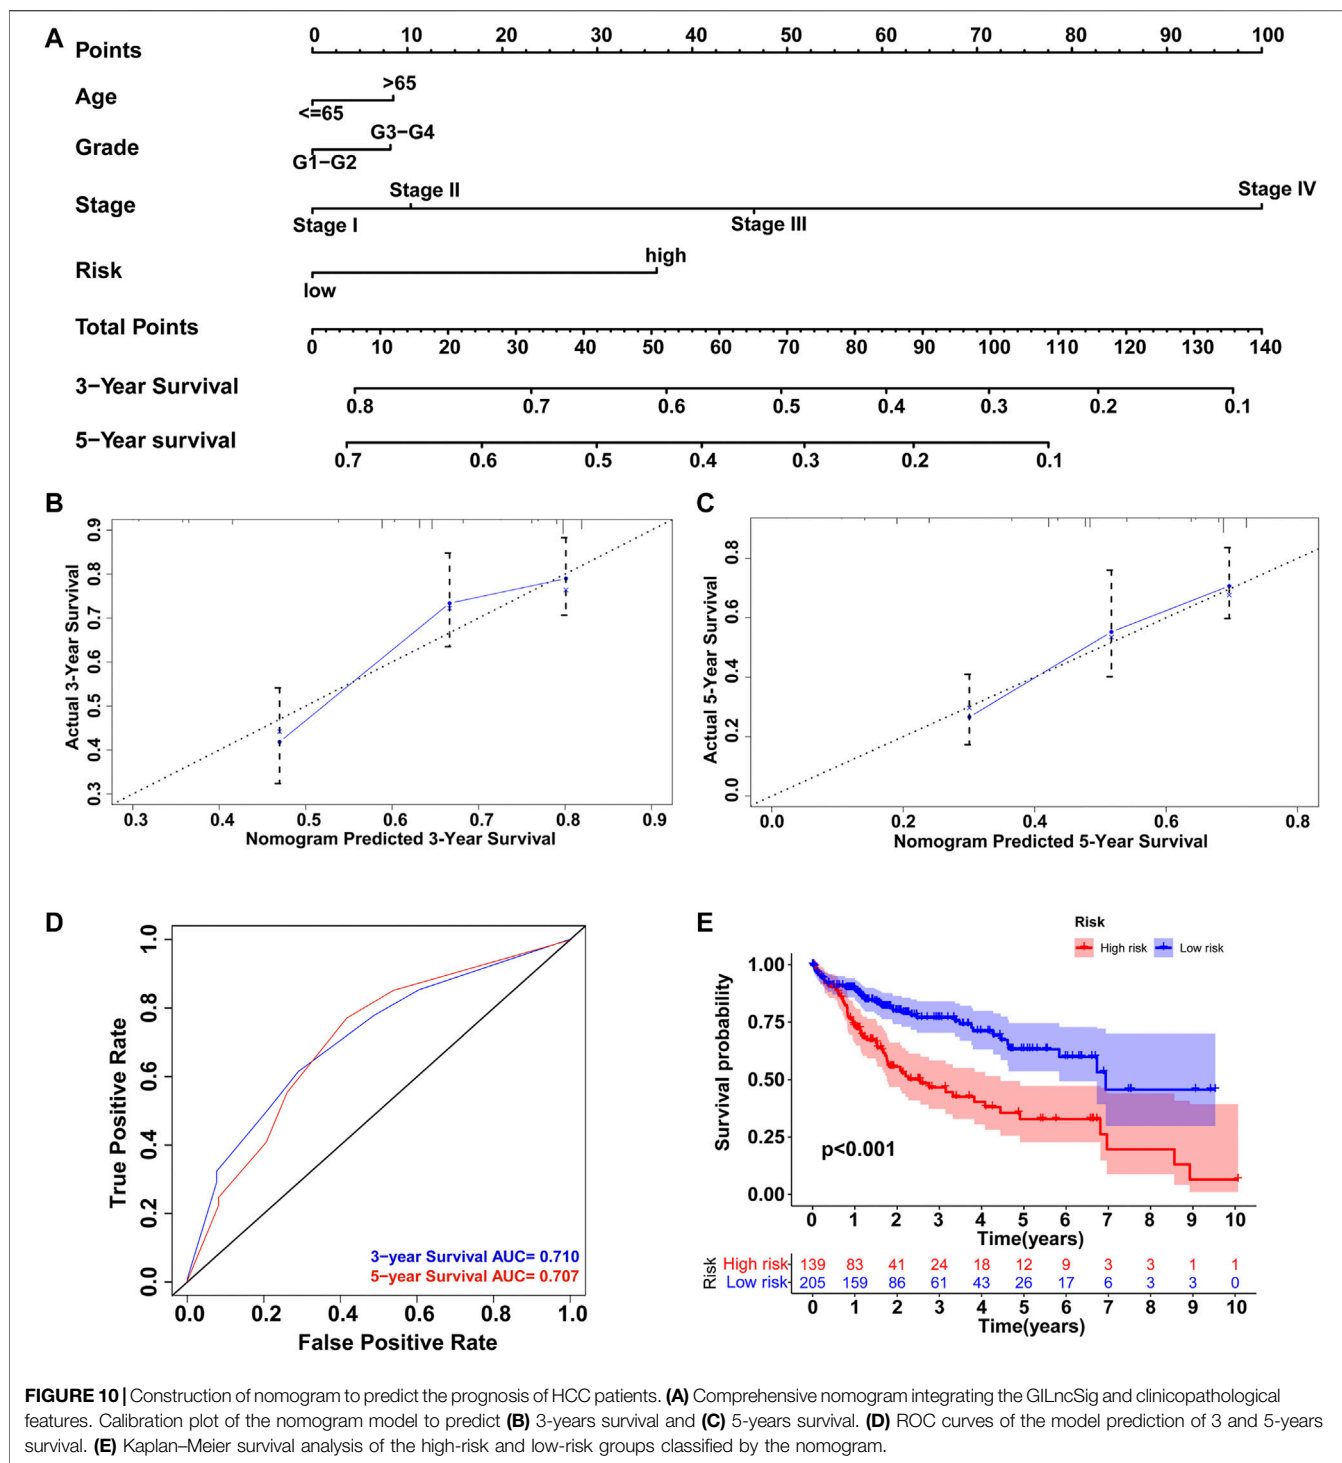 A
Points
0 10 20 30 40 50 60 70 80 90 100
Age
>65
<=65
Grade
G3−G4
G1−G2
Stage
Stage II
Stage IV
Stage I
Stage III
Risk
high
low
Total Points
0 10 20 30 40 50 60 70 80 90 100 110 120 130 140
3−Year Survival
0.8 0.7 0.6 0.5 0.4 0.3 0.2 0.1
5−Year survival
0.7 0.6 0.5 0.4 0.3 0.2 0.1
B
Actual 3-Year Survival
0.9
0.8
0.7
0.6
0.5
0.4
0.3
0.3 0.4 0.5 0.6 0.7 0.8 0.9
Nomogram Predicted 3-Year Survival
C
Actual 5-Year Survival
0.8
0.6
0.4
0.2
0.0
0.0 0.2 0.4 0.6 0.8
Nomogram Predicted 5-Year Survival
D
True Positive Rate
1.0
0.8
0.6
0.4
0.2
0.0
3−year Survival AUC= 0.710
5−year Survival AUC= 0.707
0.0 0.2 0.4 0.6 0.8 1.0
False Positive Rate
E
Risk
High risk Low risk
Survival probability
1.00
0.75
0.50
0.25
0.00
p<0.001
0 1 2 3 4 5 6 7 8 9 10
Time(years)
Risk
High risk 139 83 41 24 18 12 9 3 3 1 1
Low risk 205 159 86 61 43 26 17 6 3 3 0
0 1 2 3 4 5 6 7 8 9 10
Time(years)
FIGURE 10 | Construction of nomogram to predict the prognosis of HCC patients. (A) Comprehensive nomogram integrating the GILncSig and clinicopathological
features. Calibration plot of the nomogram model to predict (B) 3-years survival and (C) 5-years survival. (D) ROC curves of the model prediction of 3 and 5-years
survival. (E) Kaplan–Meier survival analysis of the high-risk and low-risk groups classified by the nomogram.